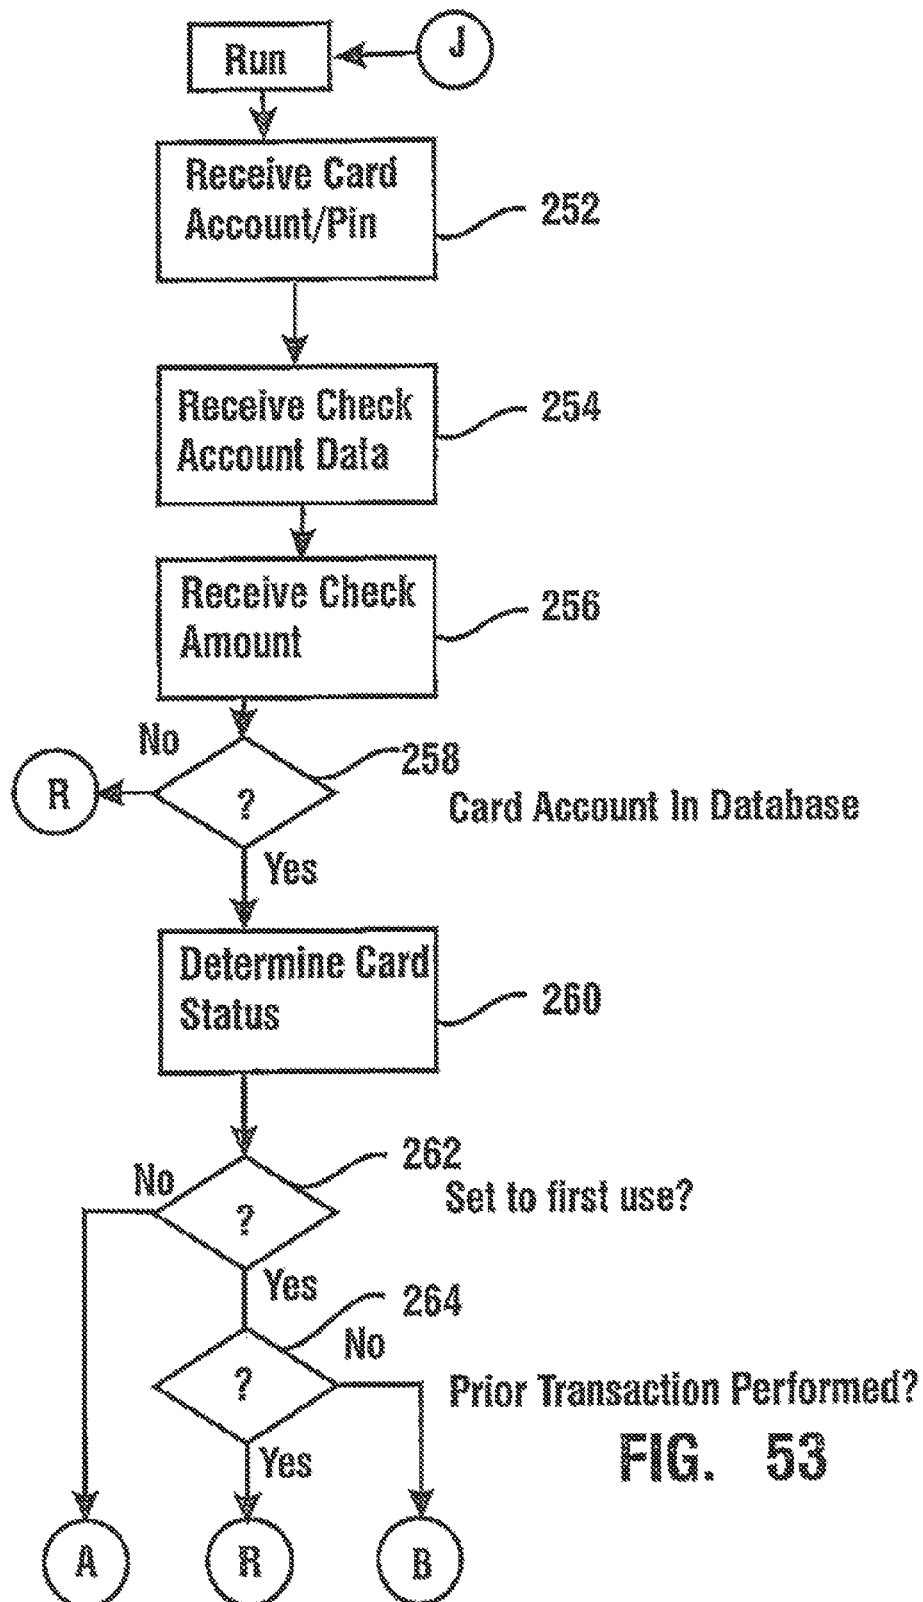 J
Run
Receive Card
Account/Pin
252
Receive Check
Account Data
254
Receive Check
Amount
256
No
258
R
?
Card Account In Database
Yes
Determine Card
Status
260
262
No
Set to first use?
?
Yes
264
No
?
Prior Transaction Performed?
Yes
FIG. 53
A
R
B